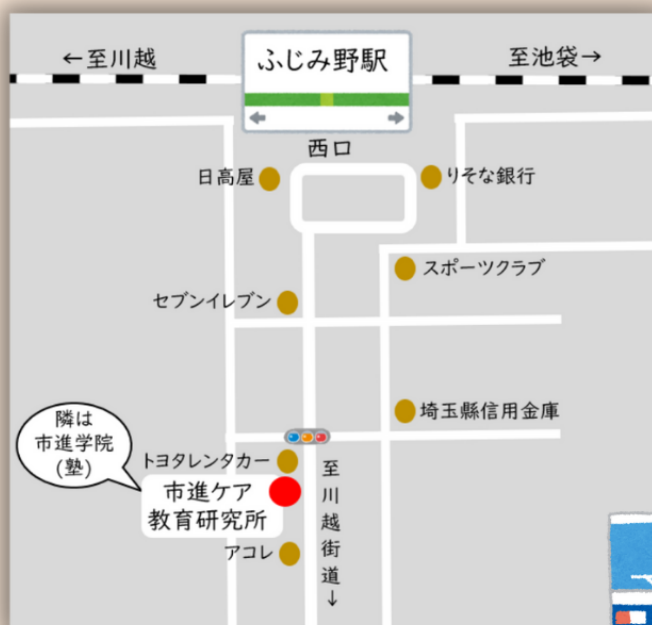 ←至川越
ふじみ野駅
至池袋→
西口
日高屋
りそな銀行
スポーツクラブ
セブンイレブン
埼玉縣信用金庫
隣は
市進学院
(塾)
トヨタレンタカー
市進ケア
教育研究所
アコレ
至川越街道↓